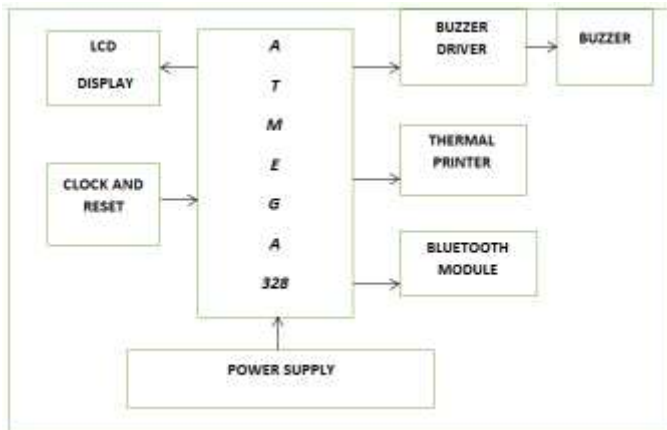 LCD
DISPLAY
CLOCK AND
RESET
A
T
M
E
G
A
328
BUZZER
DRIVER
BUZZER
THERMAL
PRINTER
BLUETOOTH
MODULE
POWER SUPPLY